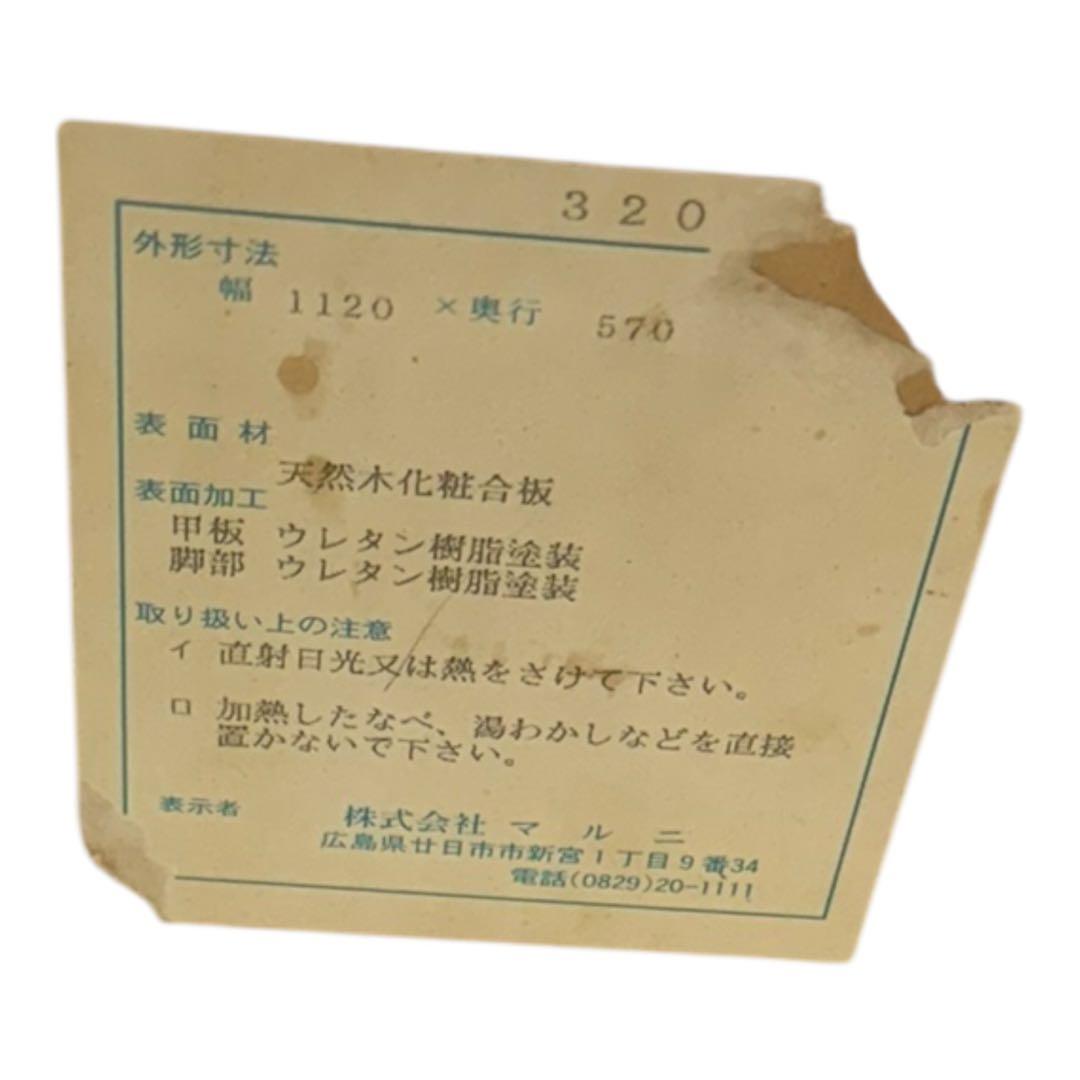 320
外形寸法
幅 1120 ×奥行 570
表面材
天然木化粧合板
表面加工
甲板 ウレタン樹脂塗装
脚部 ウレタン樹脂塗装
取り扱い上の注意
イ 直射日光又は熱をさけて下さい。
ロ 加熱したなべ、湯わかしなどを直接
置かないで下さい。
表示者 株式会社 マルニ
広島県廿日市市新宮1丁目9番34
電話(0829)20-1111